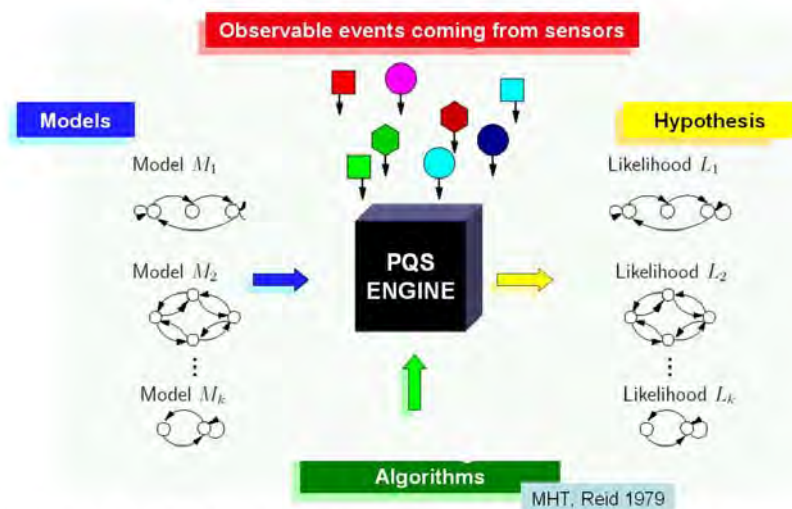 Observable events coming from sensors
Models
Hypothesis
Model M₁
Likelihood L₁
PQS
ENGINE
Model M₂
Likelihood L₂
⋮
⋮
Model Mₖ
Likelihood Lₖ
Algorithms
MHT, Reid 1979